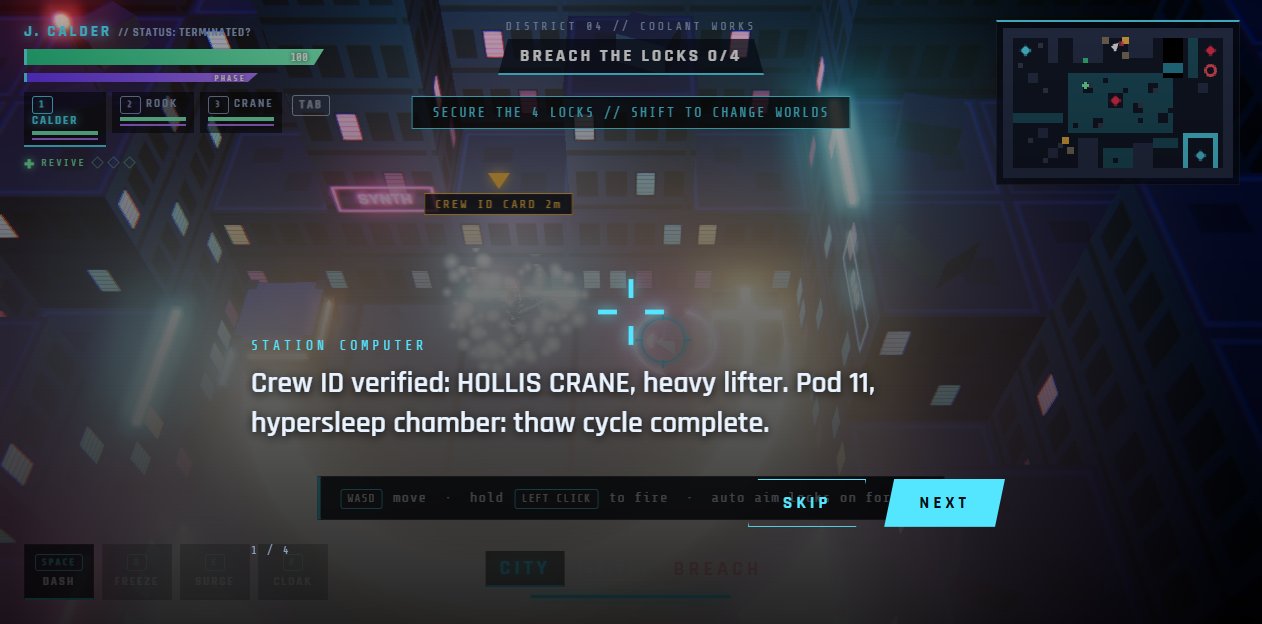 J. CALDER // STATUS: TERMINATED?
100
PHASE
1 CALDER
2 ROOK
3 CRANE
TAB
REVIVE
DISTRICT 04 // COOLANT WORKS
BREACH THE LOCKS 0/4
SECURE THE 4 LOCKS // SHIFT TO CHANGE WORLDS
SYNTH
CREW ID CARD 2m
STATION COMPUTER
Crew ID verified: HOLLIS CRANE, heavy lifter. Pod 11,
hypersleep chamber: thaw cycle complete.
WASD move · hold LEFT CLICK to fire · auto aim locks on
SKIP
NEXT
1 / 4
SPACE
DASH
FREEZE
SURGE
CLOAK
CITY
BREACH